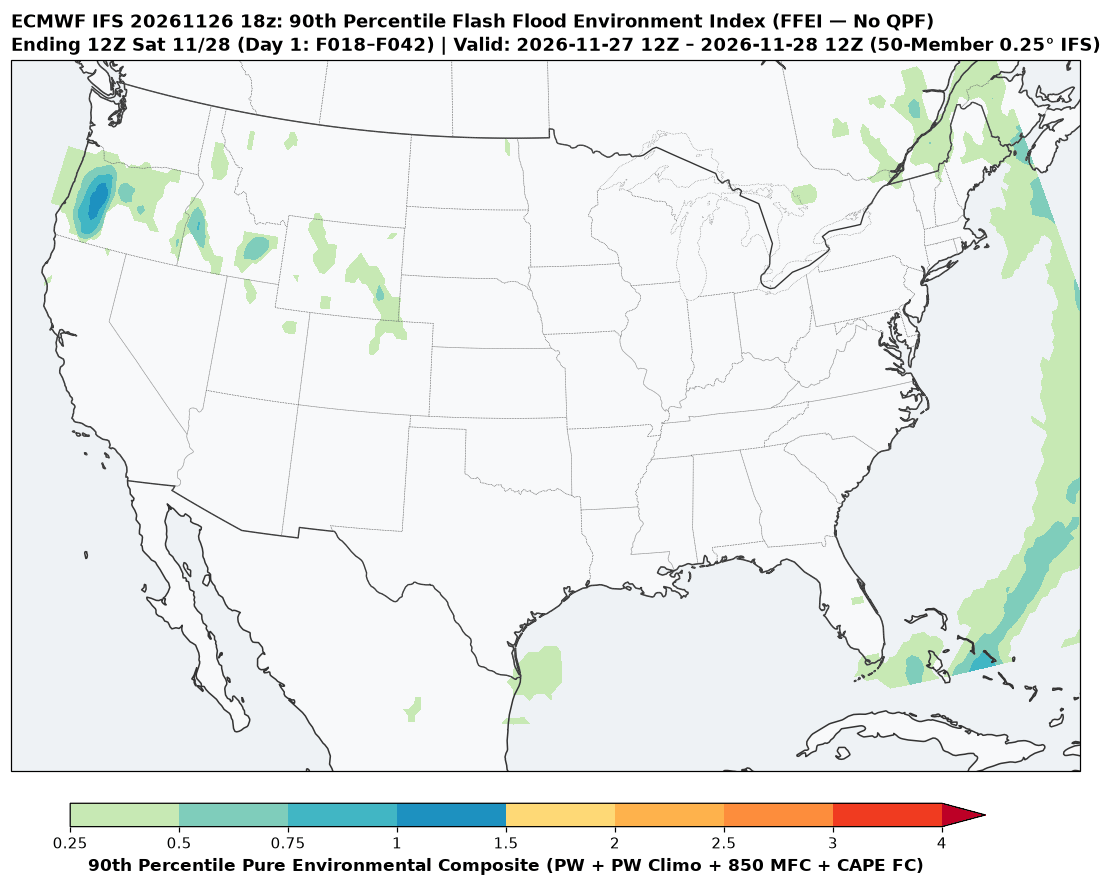 ECMWF IFS 20261126 18z: 90th Percentile Flash Flood Environment Index (FFEI — No QPF)
Ending 12Z Sat 11/28 (Day 1: F018–F042) | Valid: 2026-11-27 12Z – 2026-11-28 12Z (50-Member 0.25° IFS)
0.25 0.5 0.75 1 1.5 2 2.5 3 4
90th Percentile Pure Environmental Composite (PW + PW Climo + 850 MFC + CAPE FC)